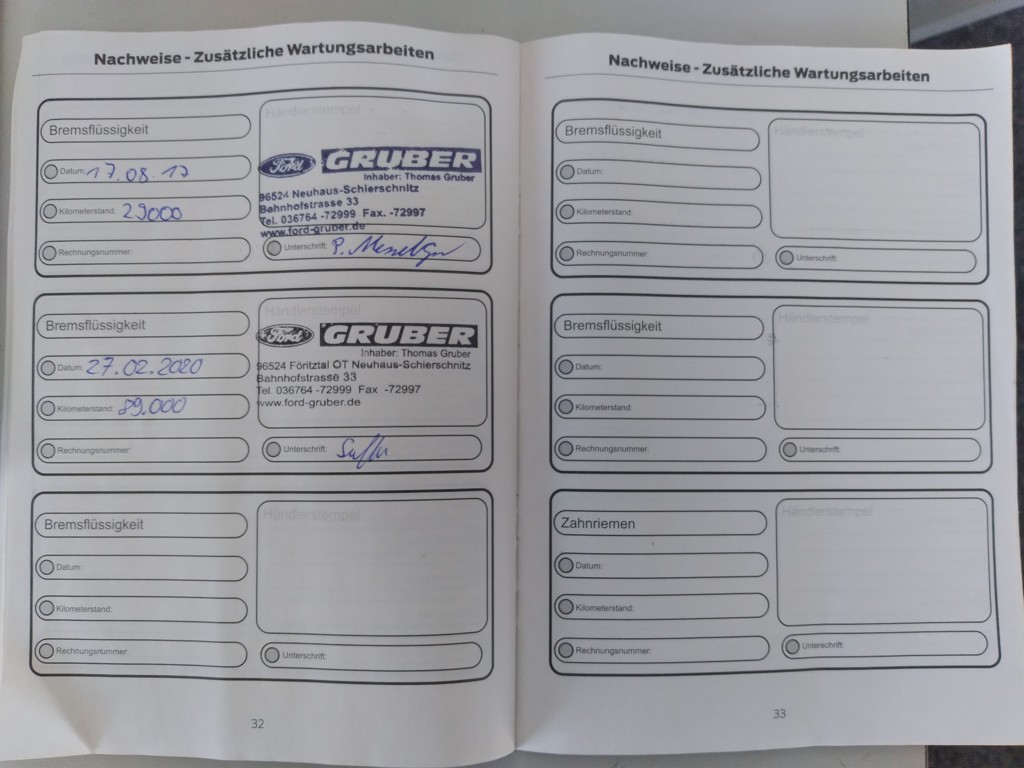 Nachweise - Zusätzliche Wartungsarbeiten
Bremsflüssigkeit
Händlerstempel
Datum: 17.08.17
Kilometerstand: 29000
Rechnungsnummer:
Ford GRUBER
Inhaber: Thomas Gruber
96524 Neuhaus-Schierschnitz
Bahnhofstrasse 33
Tel. 036764 -72999 Fax. -72997
www.ford-gruber.de
Unterschrift: P.
Bremsflüssigkeit
Händlerstempel
Datum: 27.02.2020
Kilometerstand: 89.000
Rechnungsnummer:
Ford GRUBER
Inhaber: Thomas Gruber
96524 Föritztal OT Neuhaus-Schierschnitz
Bahnhofstrasse 33
Tel. 036764 -72999 Fax -72997
www.ford-gruber.de
Unterschrift:
Bremsflüssigkeit
Händlerstempel
Datum:
Kilometerstand:
Rechnungsnummer:
Unterschrift:
32
Nachweise - Zusätzliche Wartungsarbeiten
Bremsflüssigkeit
Händlerstempel
Datum:
Kilometerstand:
Rechnungsnummer:
Unterschrift:
Bremsflüssigkeit
Händlerstempel
Datum:
Kilometerstand:
Rechnungsnummer:
Unterschrift:
Zahnriemen
Händlerstempel
Datum:
Kilometerstand:
Rechnungsnummer:
Unterschrift:
33